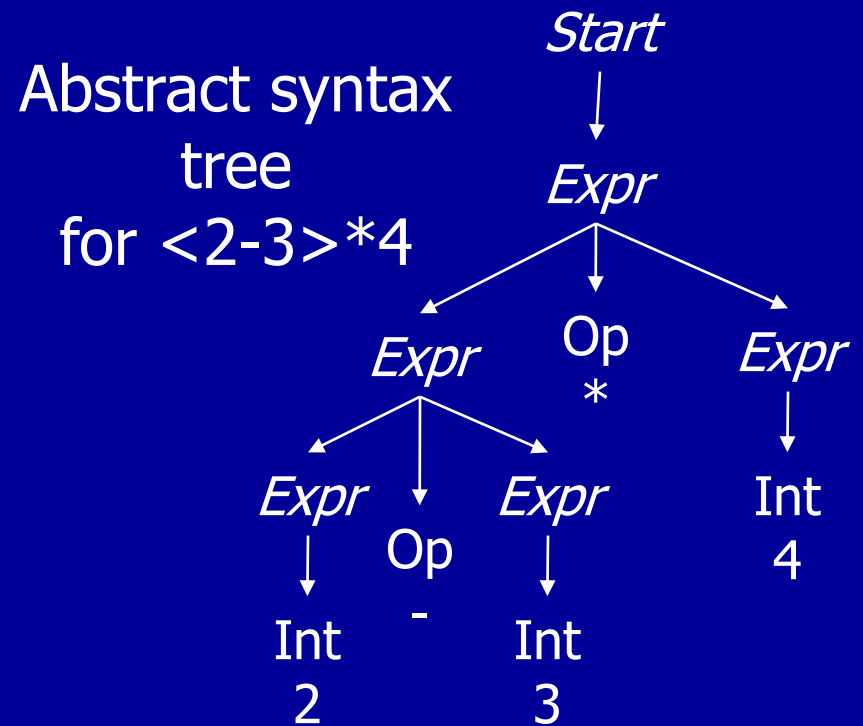 Abstract syntax
tree
for <2-3>*4
Start
Expr
Expr
Op
*
Expr
Expr
Op
-
Expr
Int
4
Int
2
Int
3